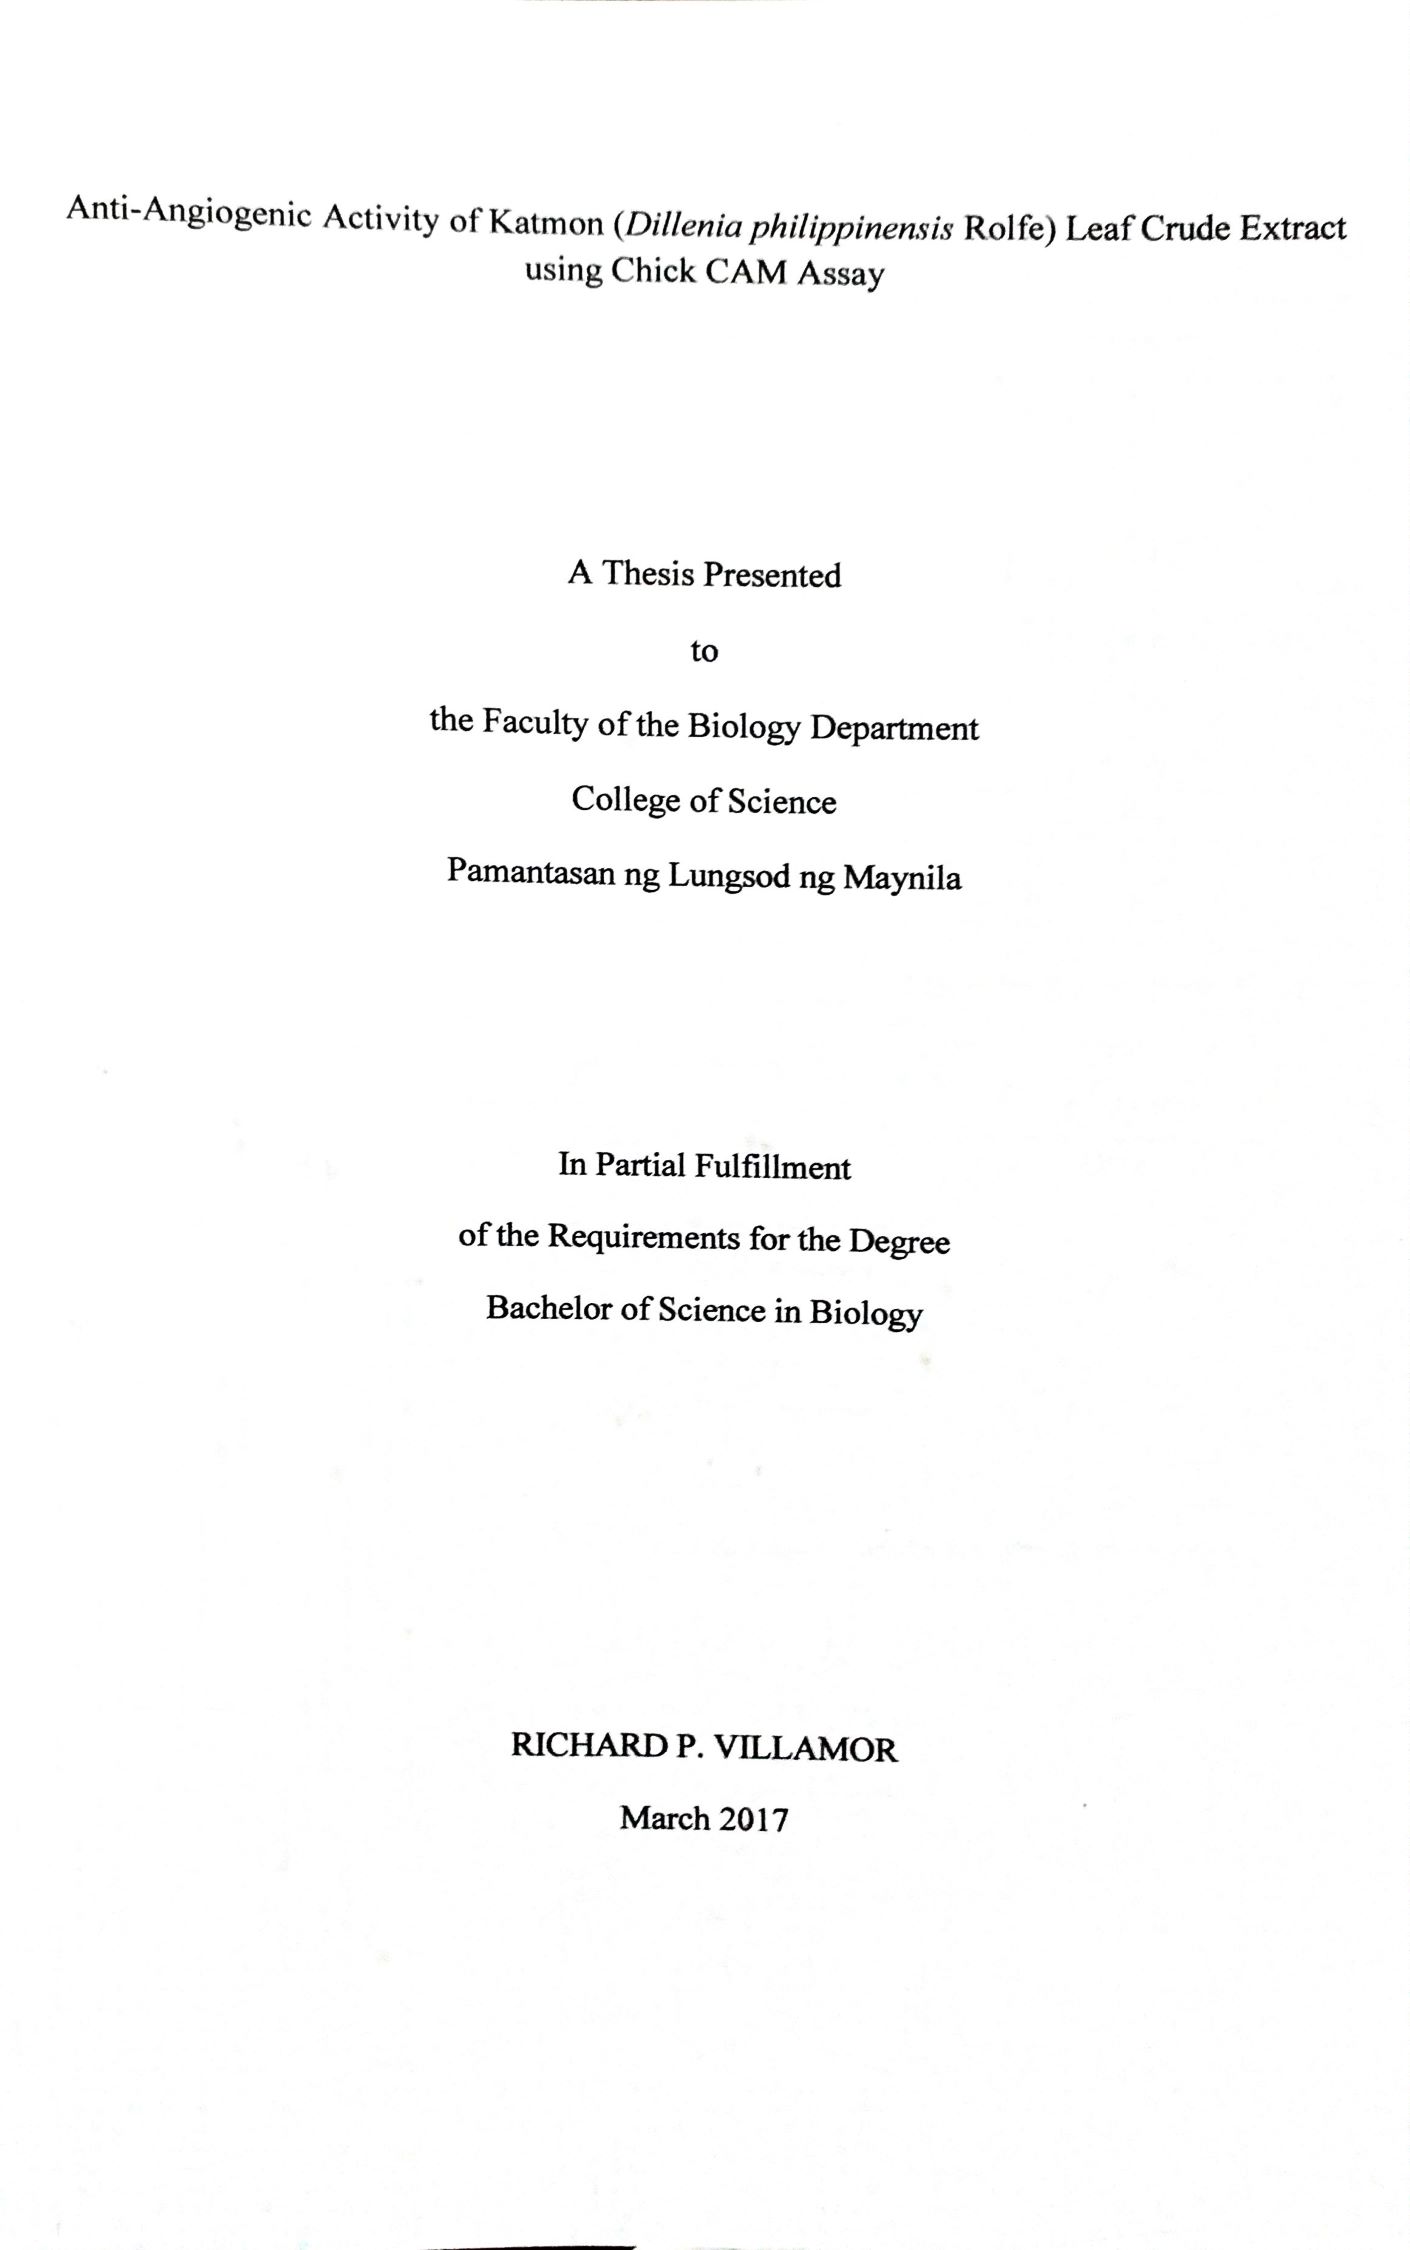 Anti-Angiogenic Activity of Katmon (Dillenia philippinensis Rolfe) Leaf Crude Extract
using Chick CAM Assay
A Thesis Presented
to
the Faculty of the Biology Department
College of Science
Pamantasan ng Lungsod ng Maynila
In Partial Fulfillment
of the Requirements for the Degree
Bachelor of Science in Biology
RICHARD P. VILLAMOR
March 2017